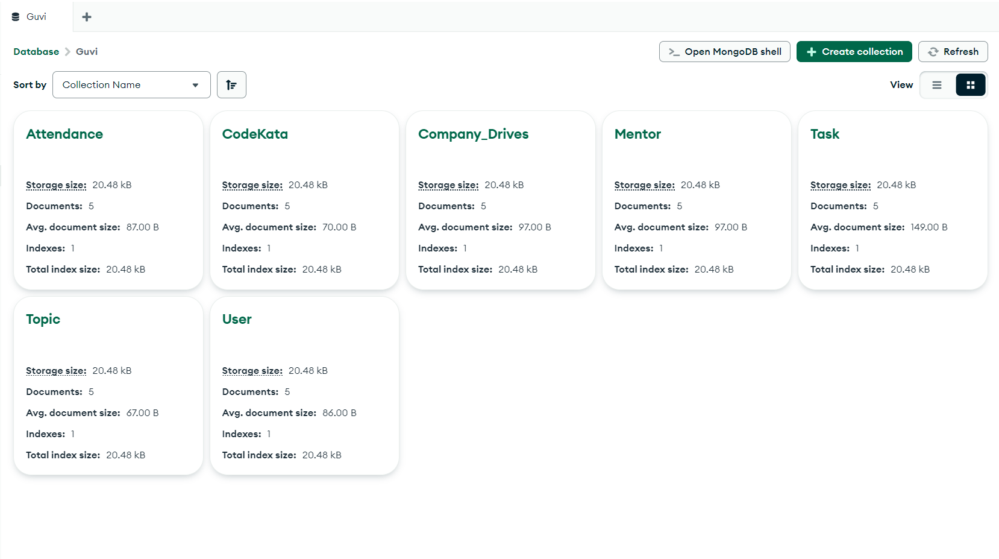 Guvi
Database Guvi
Open MongoDB shell
Create collection
Refresh
Sort by
Collection Name
View
Attendance
Storage size: 20.48 kB
Documents: 5
Avg. document size: 87.00 B
Indexes: 1
Total index size: 20.48 kB
CodeKata
Storage size: 20.48 kB
Documents: 5
Avg. document size: 70.00 B
Indexes: 1
Total index size: 20.48 kB
Company_Drives
Storage size: 20.48 kB
Documents: 5
Avg. document size: 97.00 B
Indexes: 1
Total index size: 20.48 kB
Mentor
Storage size: 20.48 kB
Documents: 5
Avg. document size: 97.00 B
Indexes: 1
Total index size: 20.48 kB
Task
Storage size: 20.48 kB
Documents: 5
Avg. document size: 149.00 B
Indexes: 1
Total index size: 20.48 kB
Topic
Storage size: 20.48 kB
Documents: 5
Avg. document size: 67.00 B
Indexes: 1
Total index size: 20.48 kB
User
Storage size: 20.48 kB
Documents: 5
Avg. document size: 86.00 B
Indexes: 1
Total index size: 20.48 kB